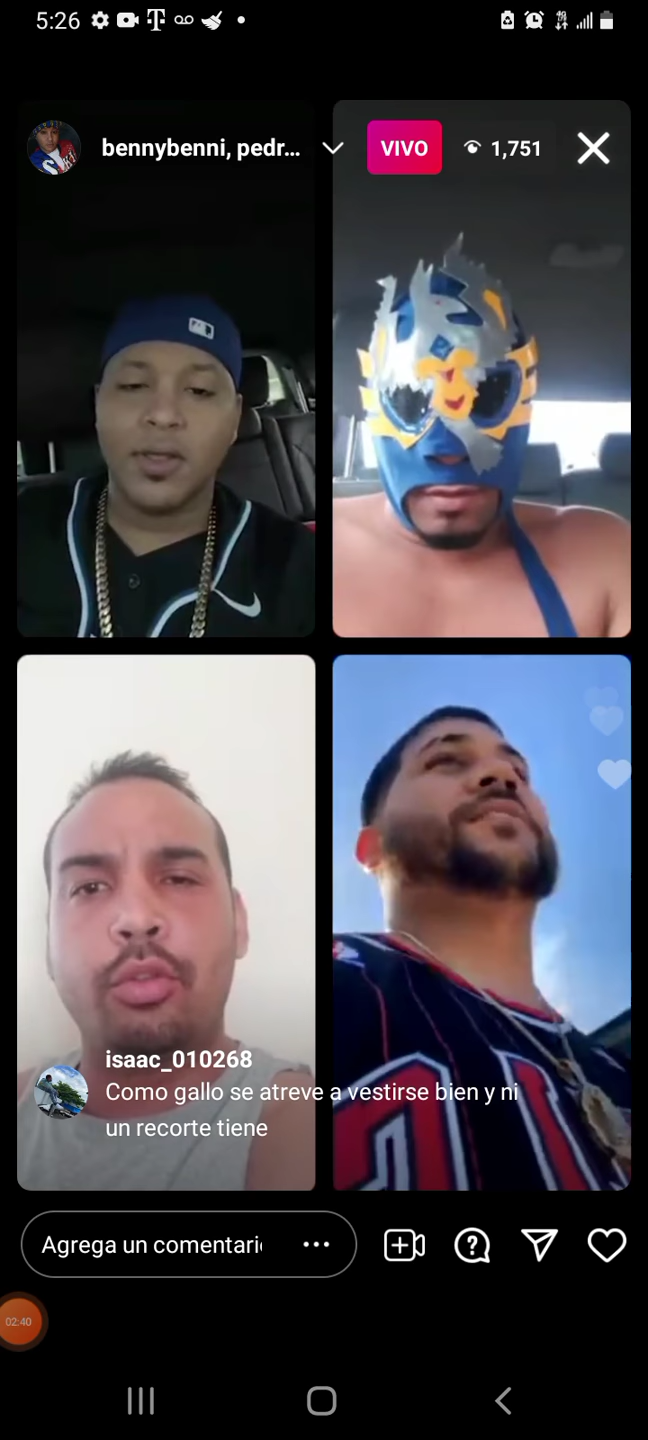 5:26
bennybenni, pedr...
VIVO
1,751
isaac_010268
Como gallo se atreve a vestirse bien y ni
un recorte tiene
Agrega un comentari
02:40